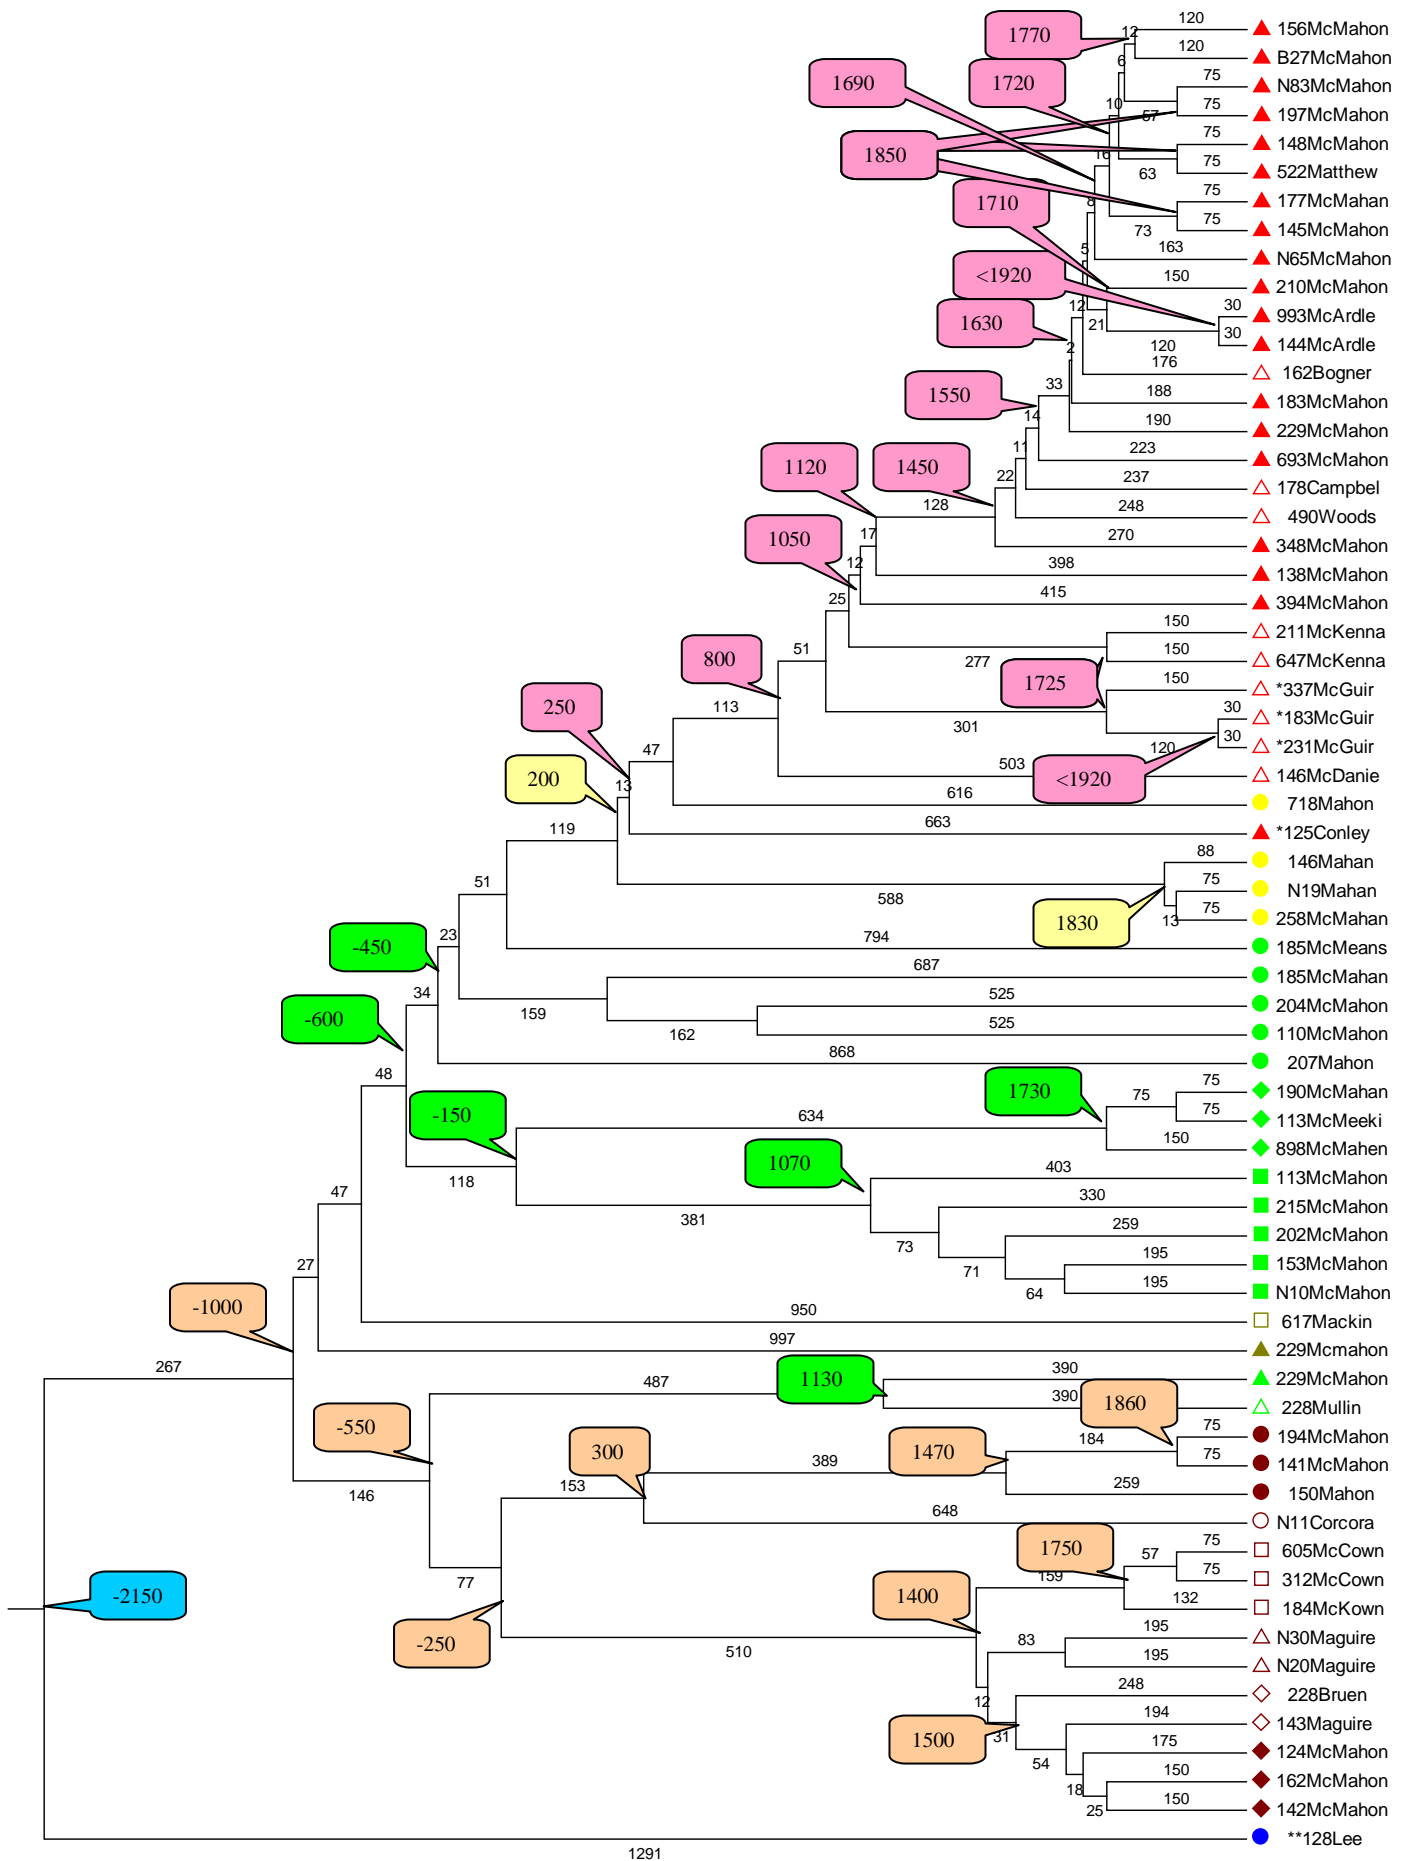 120
156McMahon
1770
12
120
B27McMahon
6
75
N83McMahon
1690
1720
10
75
197McMahon
57
75
148McMahon
1850
16
75
522Matthew
63
75
177McMahan
1710
8
75
145McMahon
73
163
N65McMahon
5
<1920
150
210McMahon
12
30
993McArdle
1630
21
30
144McArdle
2
120
176
162Bogner
33
188
183McMahon
1550
14
190
229McMahon
11
223
693McMahon
1120
1450
22
237
178Campbel
128
248
490Woods
1050
17
270
348McMahon
12
398
138McMahon
25
415
394McMahon
150
211McKenna
51
800
277
150
647McKenna
1725
150
*337McGuir
250
113
301
30
*183McGuir
47
120
30
*231McGuir
200
13
503
<1920
146McDanie
616
718Mahon
119
663
*125Conley
88
146Mahan
51
588
75
N19Mahan
1830
13
75
258McMahan
-450
23
794
185McMeans
687
185McMahan
34
159
525
204McMahon
-600
162
525
110McMahon
868
207Mahon
48
1730
75
75
190McMahan
-150
634
75
113McMeeki
150
898McMahen
1070
118
403
113McMahon
47
381
330
215McMahon
73
259
202McMahon
27
71
195
153McMahon
64
195
N10McMahon
-1000
950
617Mackin
997
229Mcmahon
267
487
1130
390
229McMahon
390
1860
228Mullin
-550
300
184
75
194McMahon
389
1470
75
141McMahon
146
153
259
150Mahon
648
N11Corcora
1750
57
75
605McCown
77
159
75
312McCown
-2150
1400
132
184McKown
-250
195
N30Maguire
510
83
195
N20Maguire
12
248
228Bruen
1500
31
194
143Maguire
54
175
124McMahon
18
150
162McMahon
25
150
142McMahon
1291
**128Lee